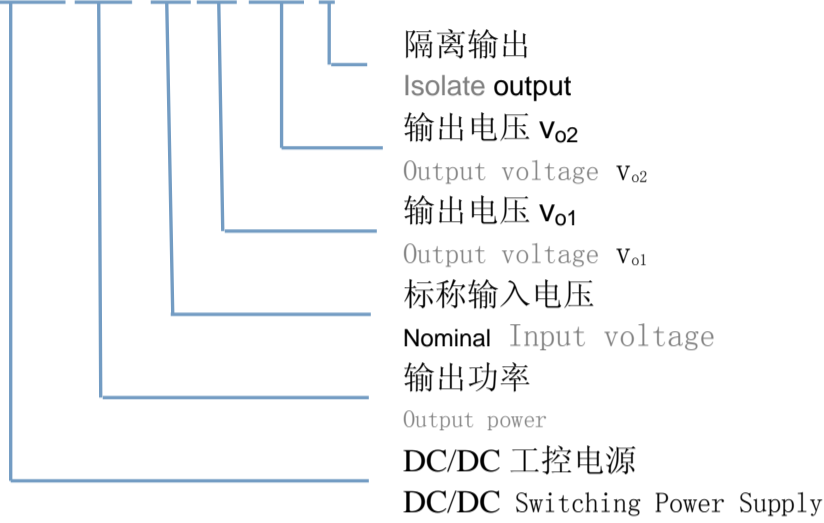 隔离输出
Isolate output
输出电压 Vo2
Output voltage Vo2
输出电压 Vo1
Output voltage Vo1
标称输入电压
Nominal Input voltage
输出功率
Output power
DC/DC 工控电源
DC/DC Switching Power Supply